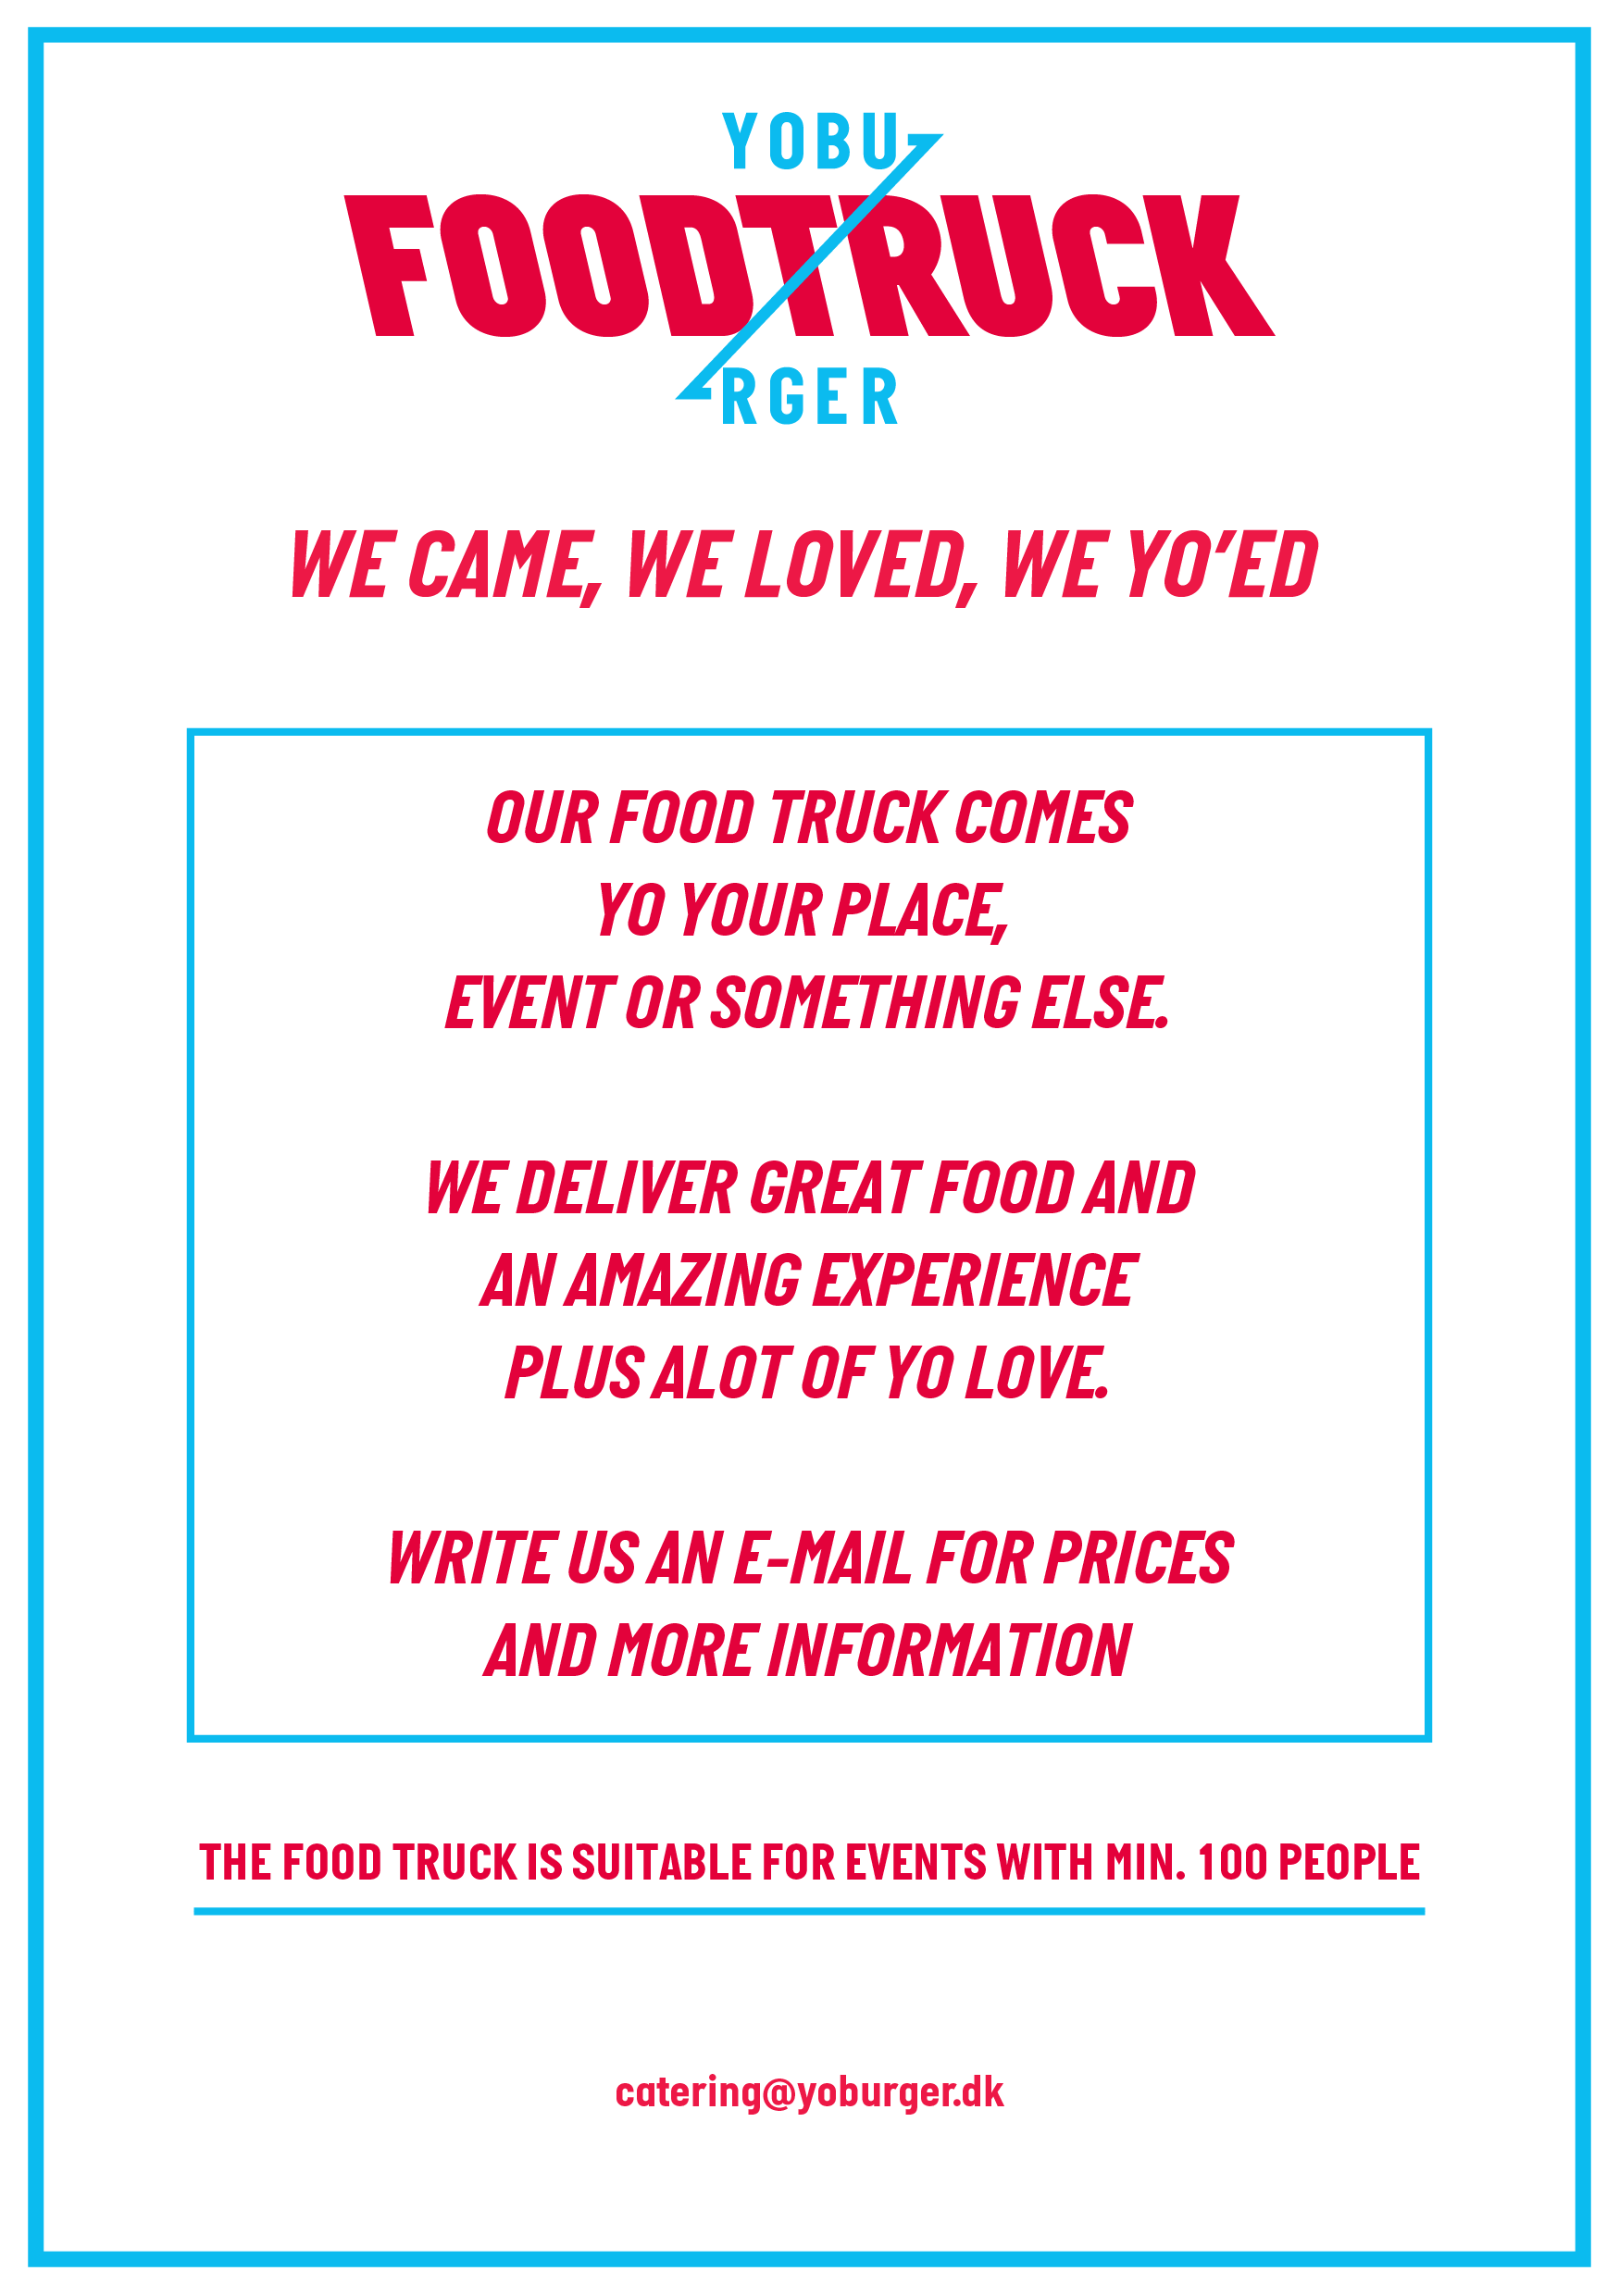 YOBU
FOODTRUCK
RGER
WE CAME, WE LOVED, WE YO'ED
OUR FOOD TRUCK COMES
YO YOUR PLACE,
EVENT OR SOMETHING ELSE.
WE DELIVER GREAT FOOD AND
AN AMAZING EXPERIENCE
PLUS ALOT OF YO LOVE.
WRITE US AN E-MAIL FOR PRICES
AND MORE INFORMATION
THE FOOD TRUCK IS SUITABLE FOR EVENTS WITH MIN. 100 PEOPLE
catering@yoburger.dk